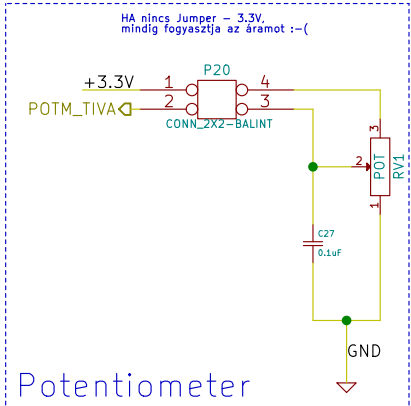 HA nincs Jumper - 3.3V,
mindig fogyasztja az áramot :-(
P20
+3.3V 1 4
POTM_TIVA 2 3
CONN_2X2-BALINT
3
2 POT RV1
1
C27
0.1uF
GND
Potentiometer